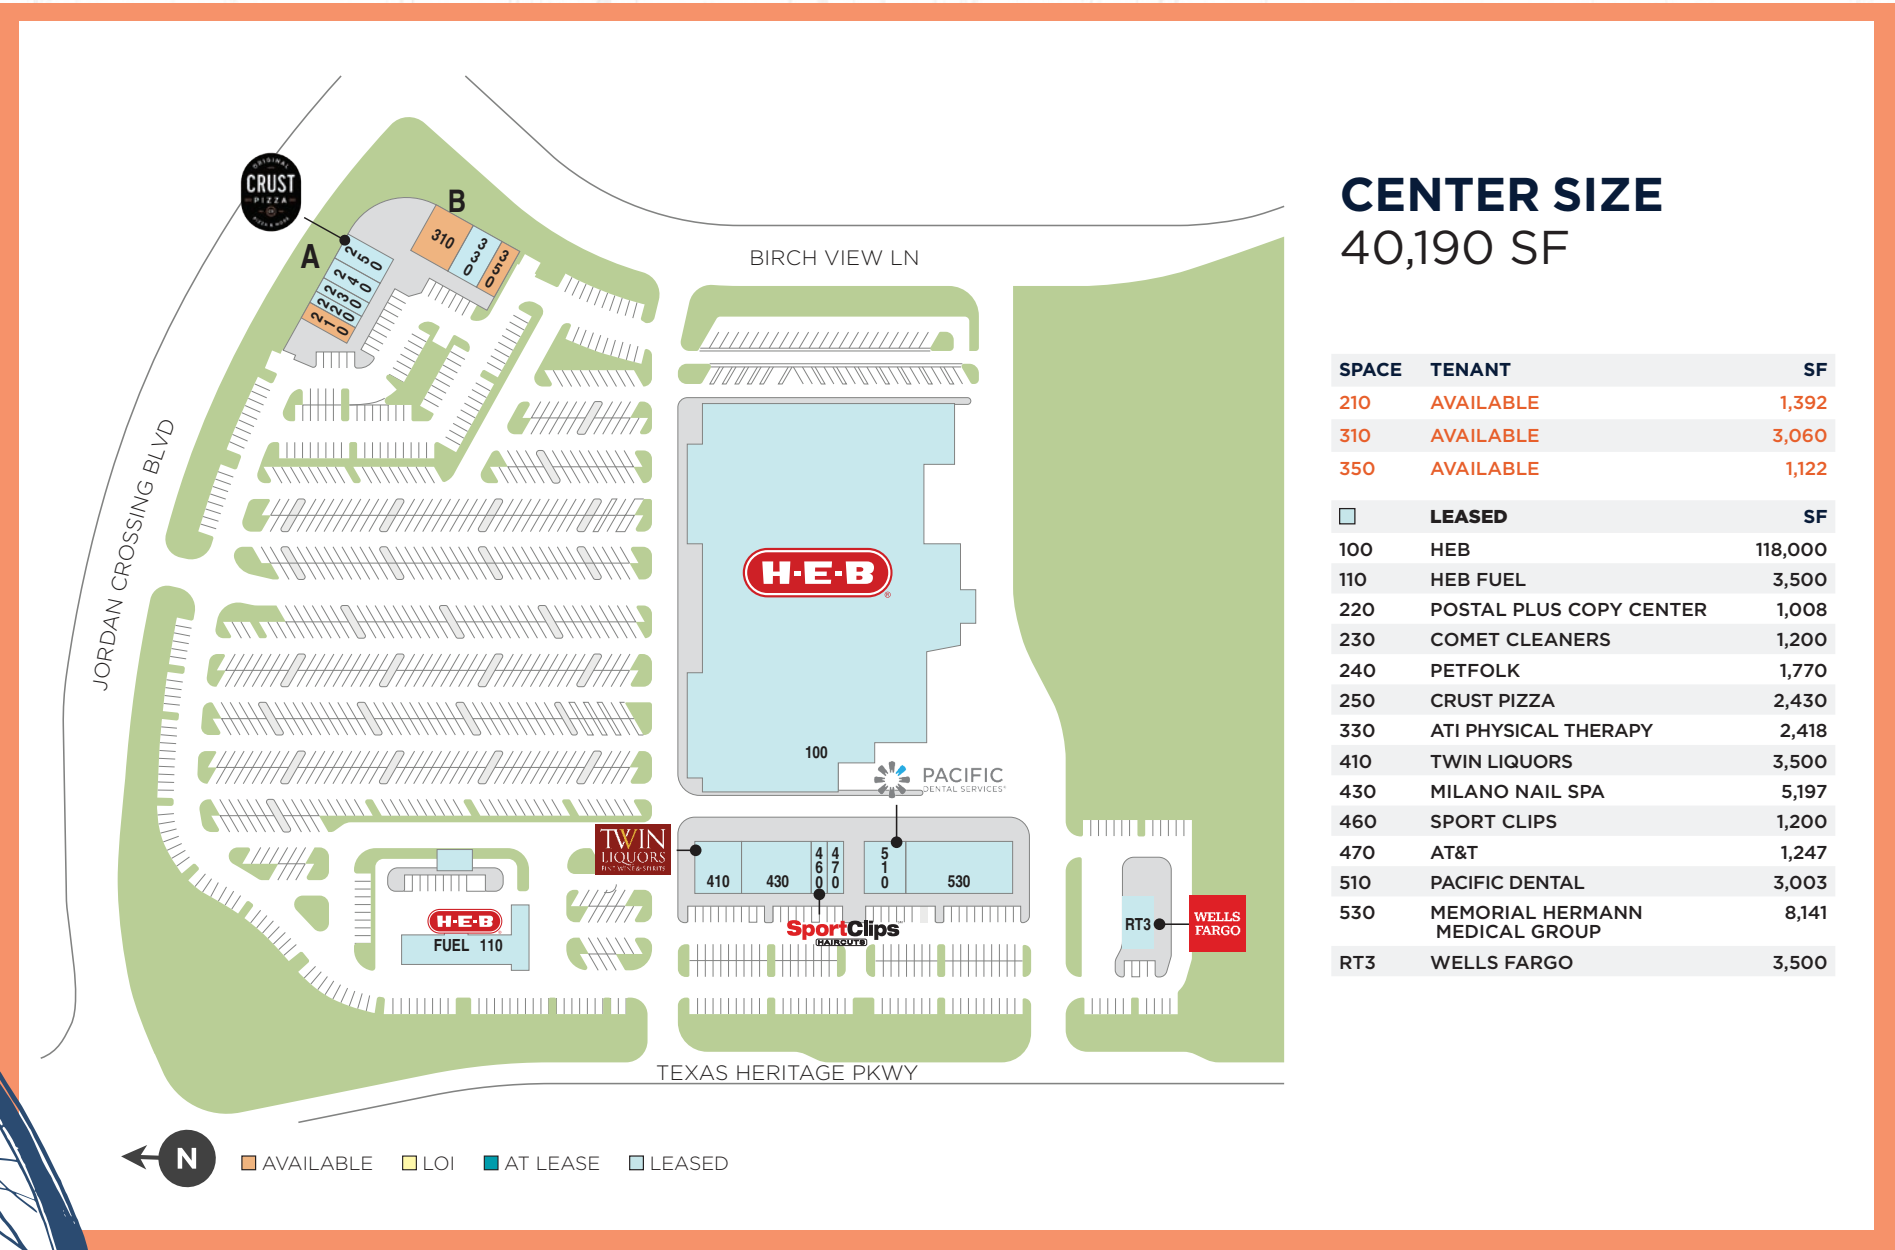 CENTER SIZE
40,190 SF
SPACE TENANT SF
210 AVAILABLE 1,392
310 AVAILABLE 3,060
350 AVAILABLE 1,122
LEASED SF
100 HEB 118,000
110 HEB FUEL 3,500
220 POSTAL PLUS COPY CENTER 1,008
230 COMET CLEANERS 1,200
240 PETFOLK 1,770
250 CRUST PIZZA 2,430
330 ATI PHYSICAL THERAPY 2,418
410 TWIN LIQUORS 3,500
430 MILANO NAIL SPA 5,197
460 SPORT CLIPS 1,200
470 AT&T 1,247
510 PACIFIC DENTAL 3,003
530 MEMORIAL HERMANN
MEDICAL GROUP 8,141
RT3 WELLS FARGO 3,500
ORIGINAL
CRUST
PIZZA
A
B
250
240
230
220
210
310
330
350
BIRCH VIEW LN
JORDAN CROSSING BLVD
H-E-B
®
100
PACIFIC
DENTAL SERVICES
TWIN
LIQUORS
FINE WINE & SPIRITS
410
430
460
470
510
530
SportClips
HAIRCUTS
H-E-B
FUEL 110
RT3
WELLS
FARGO
TEXAS HERITAGE PKWY
N
AVAILABLE
LOI
AT LEASE
LEASED